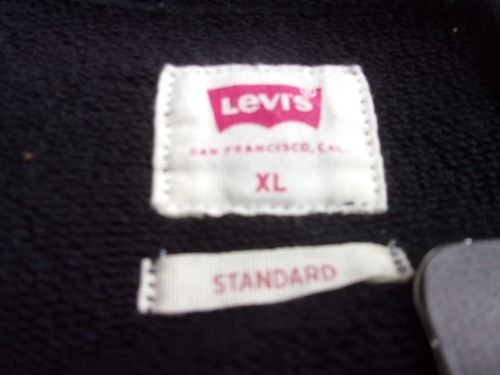 Levi's®
SAN FRANCISCO, CAL.
XL
STANDARD